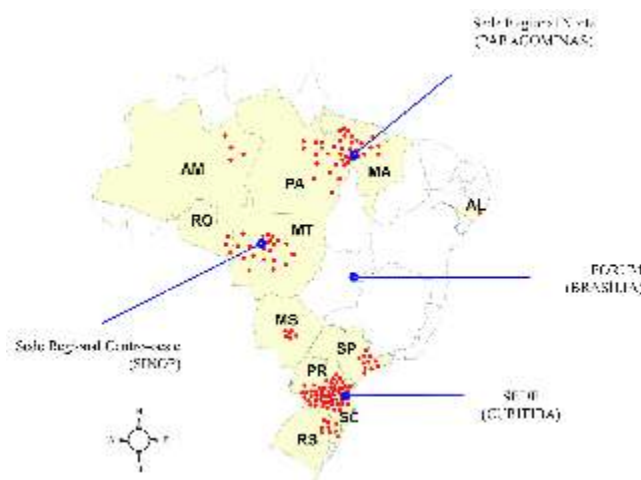 Sede Regional Norte
(PARAGOMINAS)
AM
PA
MA
AL
RO
MT
FORUM
(BRASÍLIA)
MS
Sede Regional Centro-oeste
(SINOP)
SP
PR
SEDE
(CURITIBA)
SC
RS